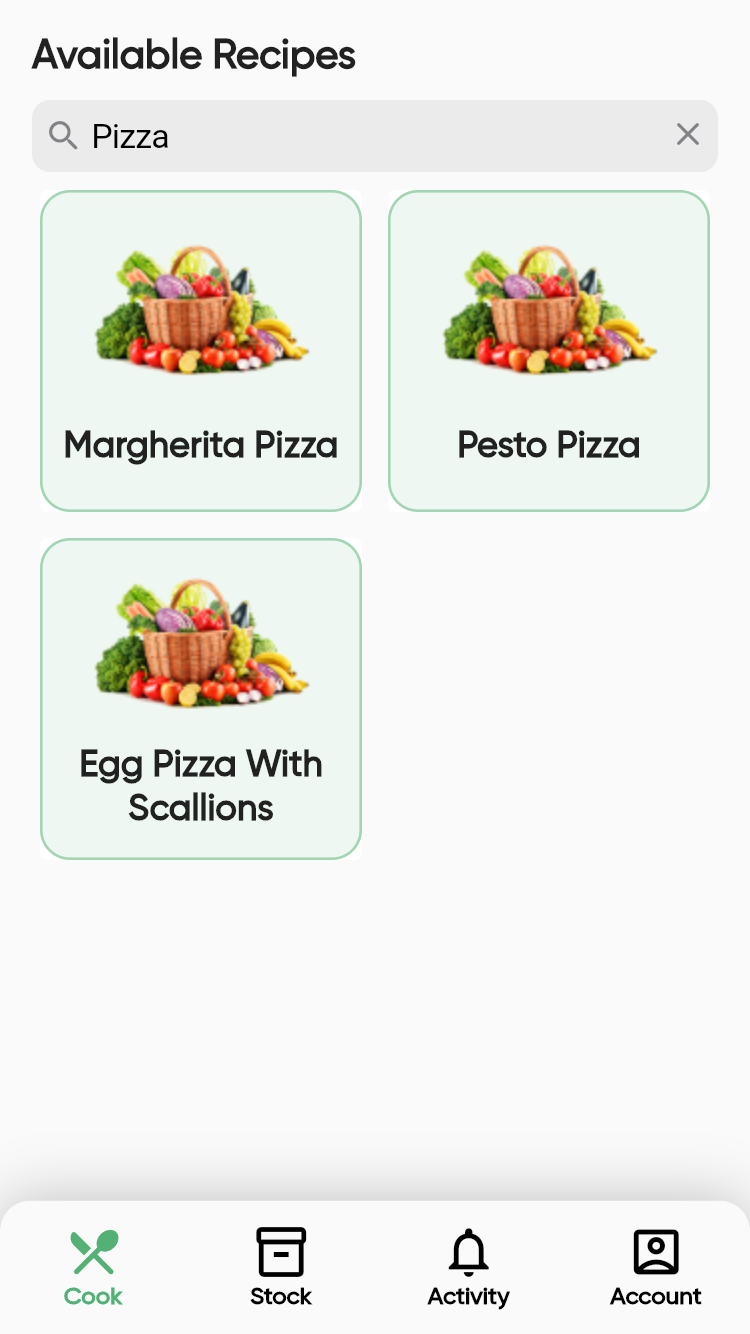 Available Recipes
Pizza
Margherita Pizza
Pesto Pizza
Egg Pizza With
Scallions
Cook
Stock
Activity
Account